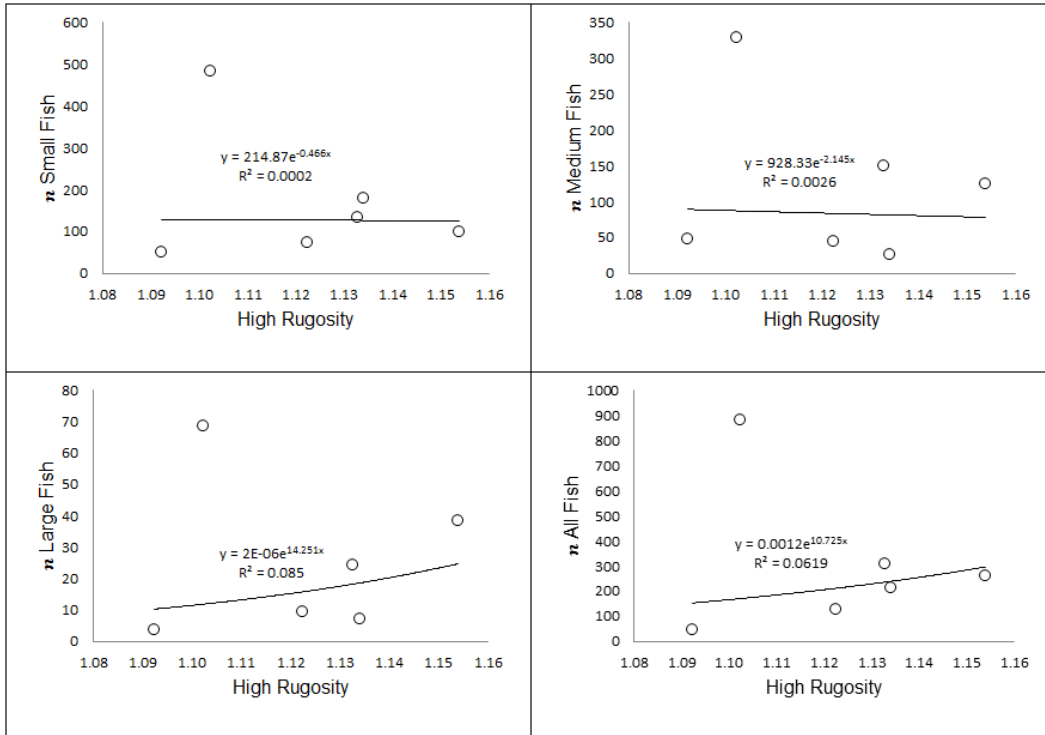 600
500
400
300
200
100
0
n Small Fish
y = 214.87e^-0.466x
R² = 0.0002
1.08 1.09 1.10 1.11 1.12 1.13 1.14 1.15 1.16
High Rugosity
350
300
250
200
150
100
50
0
n Medium Fish
y = 928.33e^-2.145x
R² = 0.0026
1.08 1.09 1.10 1.11 1.12 1.13 1.14 1.15 1.16
High Rugosity
80
70
60
50
40
30
20
10
0
n Large Fish
y = 2E-06e^14.251x
R² = 0.085
1.08 1.09 1.10 1.11 1.12 1.13 1.14 1.15 1.16
High Rugosity
1000
900
800
700
600
500
400
300
200
100
0
n All Fish
y = 0.0012e^10.725x
R² = 0.0619
1.08 1.09 1.10 1.11 1.12 1.13 1.14 1.15 1.16
High Rugosity